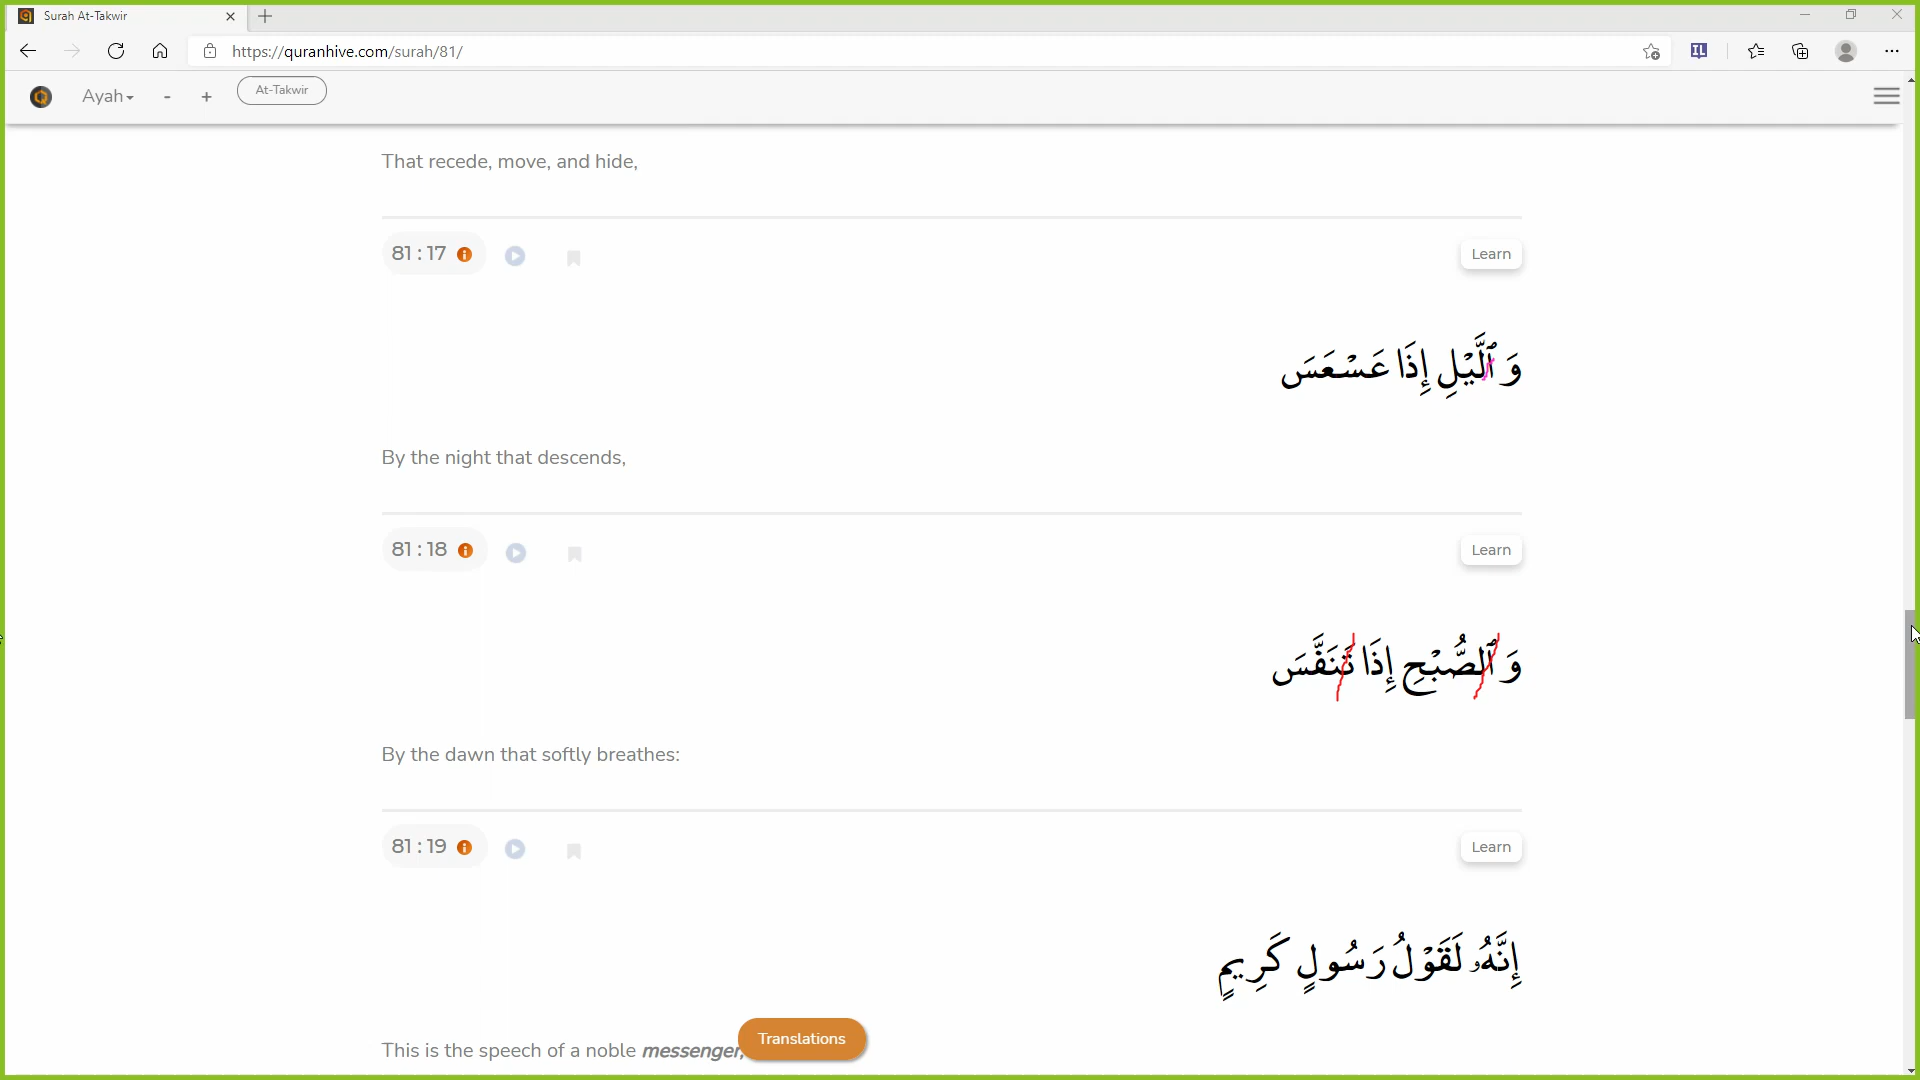 Surah At-Takwir
https://quranhive.com/surah/81/
IL
Ayah
-
+
At-Takwir
That recede, move, and hide,
81 : 17
Learn
وَ ٱلَّيْلِ إِذَا عَسْعَسَ
By the night that descends,
81 : 18
Learn
وَ ٱلصُّبْحِ إِذَا تَنَفَّسَ
By the dawn that softly breathes:
81 : 19
Learn
إِنَّهُۥ لَقَوْلُ رَسُولٍ كَرِيمٍ
This is the speech of a noble messenger,
Translations